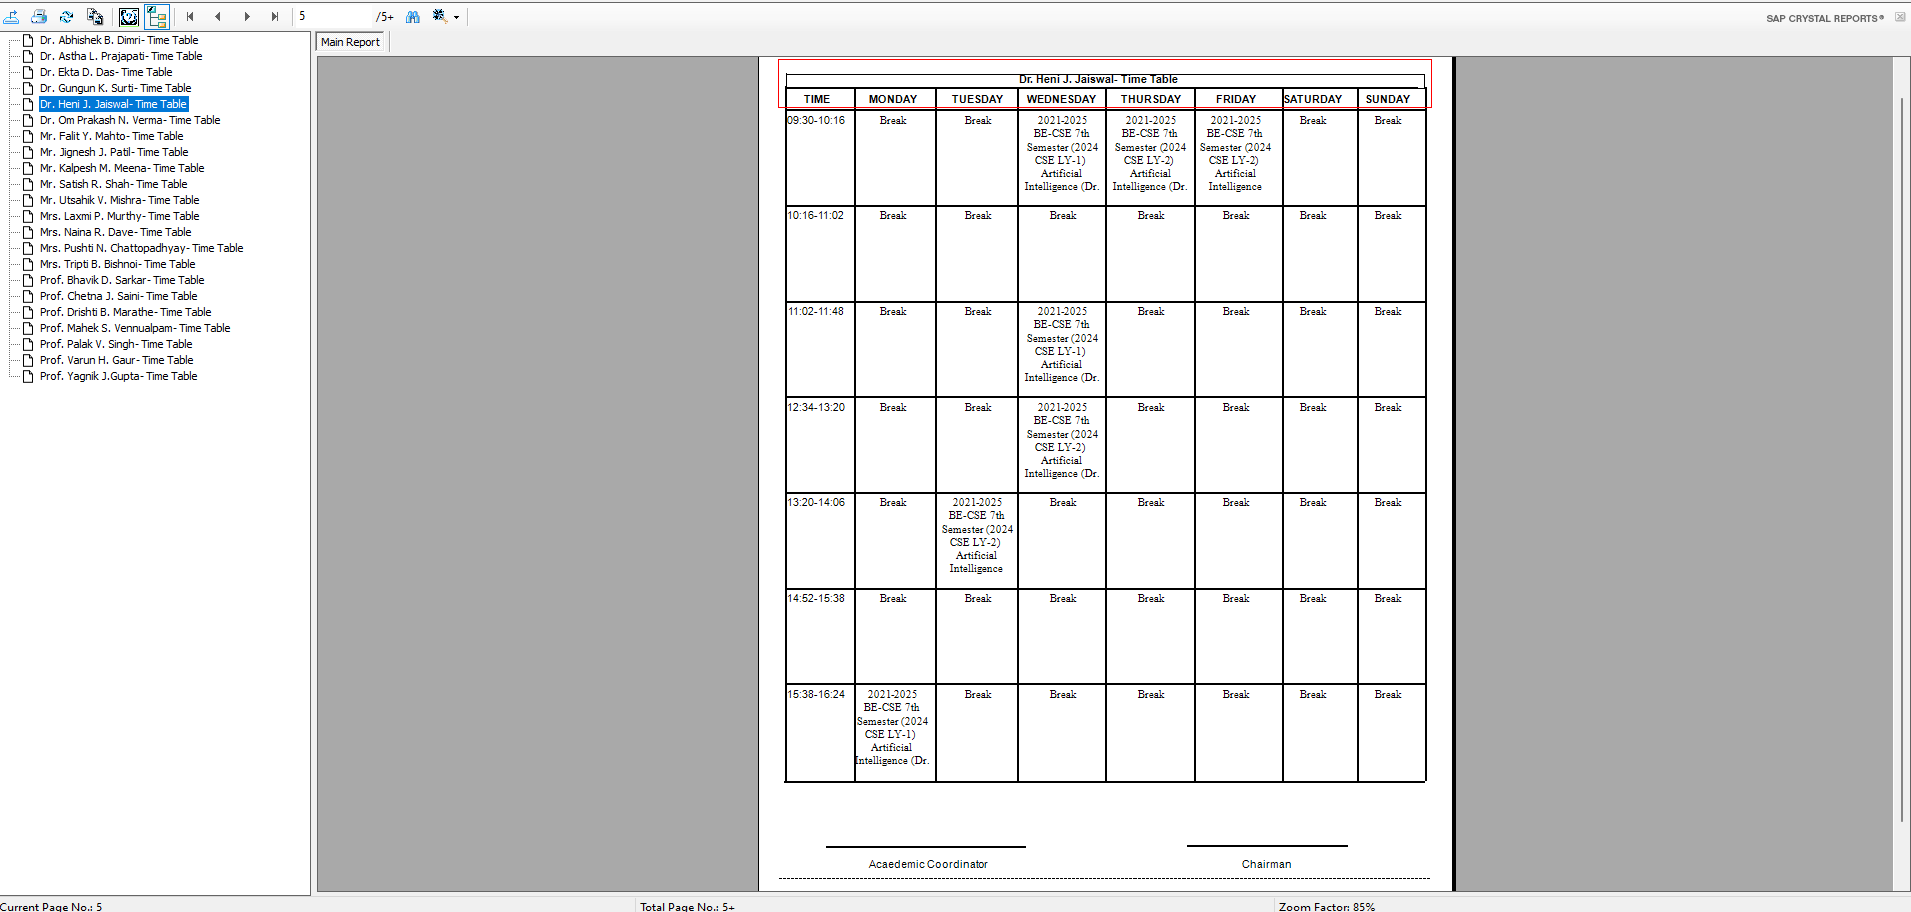 5
/5+
SAP CRYSTAL REPORTS®
Dr. Abhishek B. Dimri- Time Table
Dr. Astha L. Prajapati- Time Table
Dr. Ekta D. Das- Time Table
Dr. Gungun K. Surti- Time Table
Dr. Heni J. Jaiswal- Time Table
Dr. Om Prakash N. Verma- Time Table
Mr. Falit Y. Mahto- Time Table
Mr. Jignesh J. Patil- Time Table
Mr. Kalpesh M. Meena- Time Table
Mr. Satish R. Shah- Time Table
Mr. Utsahik V. Mishra- Time Table
Mrs. Laxmi P. Murthy- Time Table
Mrs. Naina R. Dave- Time Table
Mrs. Pushti N. Chattopadhyay- Time Table
Mrs. Tripti B. Bishnoi- Time Table
Prof. Bhavik D. Sarkar- Time Table
Prof. Chetna J. Saini- Time Table
Prof. Drishti B. Marathe- Time Table
Prof. Mahek S. Vennualpam- Time Table
Prof. Palak V. Singh- Time Table
Prof. Varun H. Gaur- Time Table
Prof. Yagnik J.Gupta- Time Table
Main Report
Dr. Heni J. Jaiswal- Time Table
TIME MONDAY TUESDAY WEDNESDAY THURSDAY FRIDAY SATURDAY SUNDAY
09:30-10:16 Break Break 2021-2025 2021-2025 2021-2025 Break Break
BE-CSE 7th BE-CSE 7th BE-CSE 7th
Semester (2024 Semester (2024 Semester (2024
CSE LY-1) CSE LY-2) CSE LY-2)
Artificial Artificial Artificial
Intelligence (Dr. Intelligence (Dr. Intelligence
10:16-11:02 Break Break Break Break Break Break Break
11:02-11:48 Break Break 2021-2025 Break Break Break Break
BE-CSE 7th
Semester (2024
CSE LY-1)
Artificial
Intelligence (Dr.
12:34-13:20 Break Break 2021-2025 Break Break Break Break
BE-CSE 7th
Semester (2024
CSE LY-2)
Artificial
Intelligence (Dr.
13:20-14:06 Break 2021-2025 Break Break Break Break Break
BE-CSE 7th
Semester (2024
CSE LY-2)
Artificial
Intelligence
14:52-15:38 Break Break Break Break Break Break Break
15:38-16:24 2021-2025 Break Break Break Break Break Break
BE-CSE 7th
Semester (2024
CSE LY-1)
Artificial
Intelligence (Dr.
Acaedemic Coordinator Chairman
Current Page No.: 5 Total Page No.: 5+ Zoom Factor: 85%